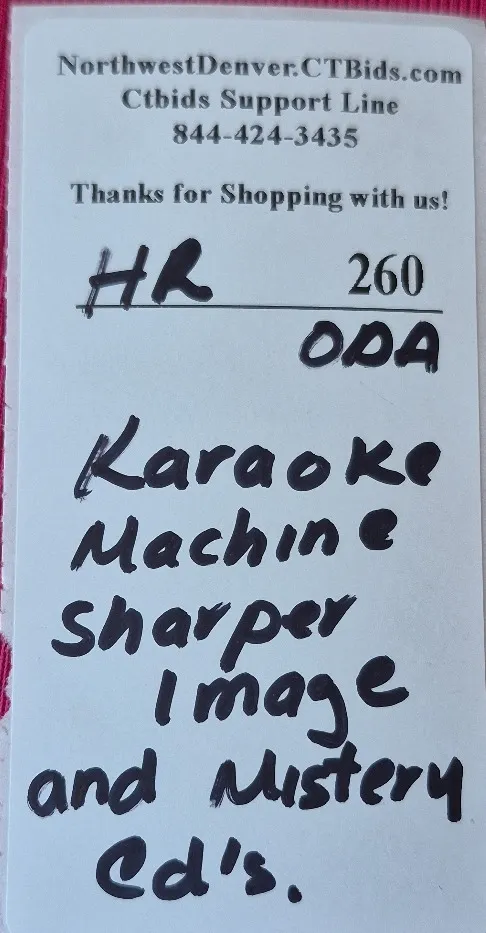 NorthwestDenver.CTBids.com
Ctbids Support Line
844-424-3435
Thanks for Shopping with us!
HR 260
ODA
Karaoke
Machine
sharper
Image
and Mistery
Cd's.